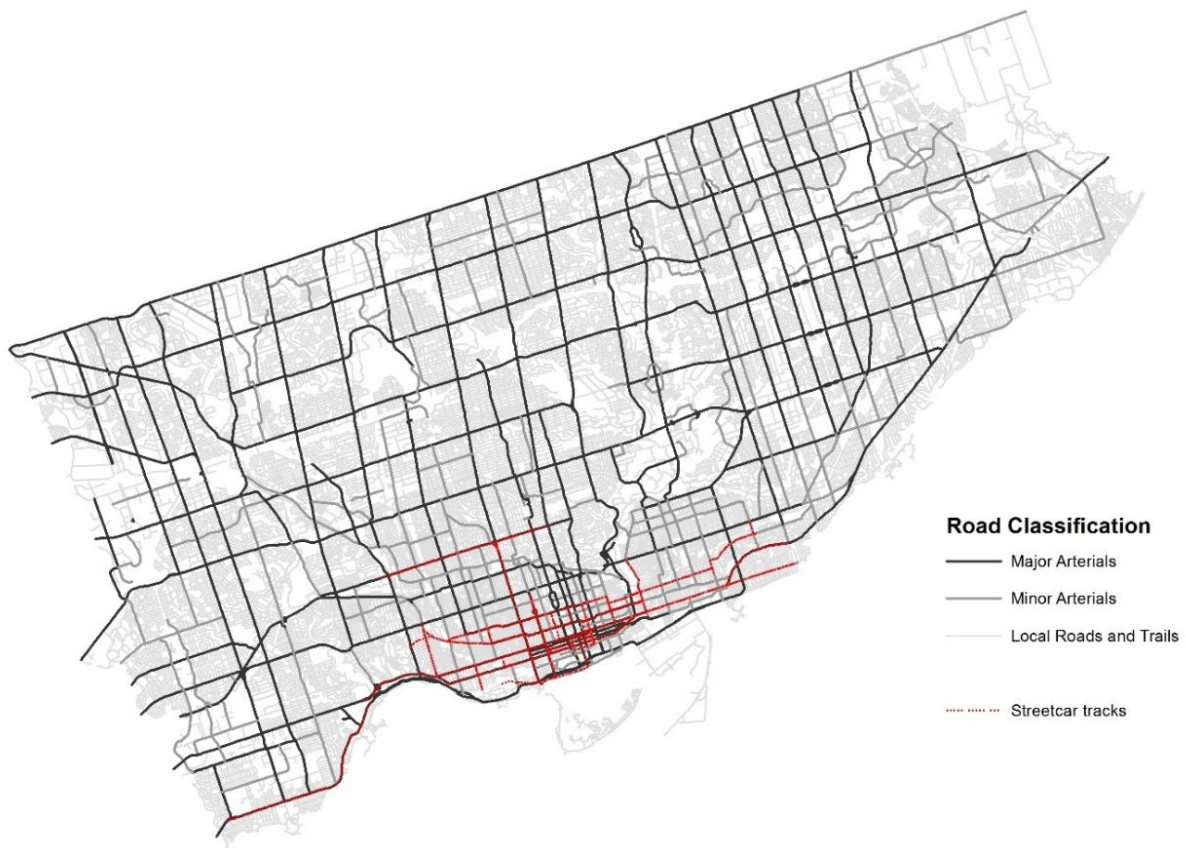 Road Classification
Major Arterials
Minor Arterials
Local Roads and Trails
Streetcar tracks